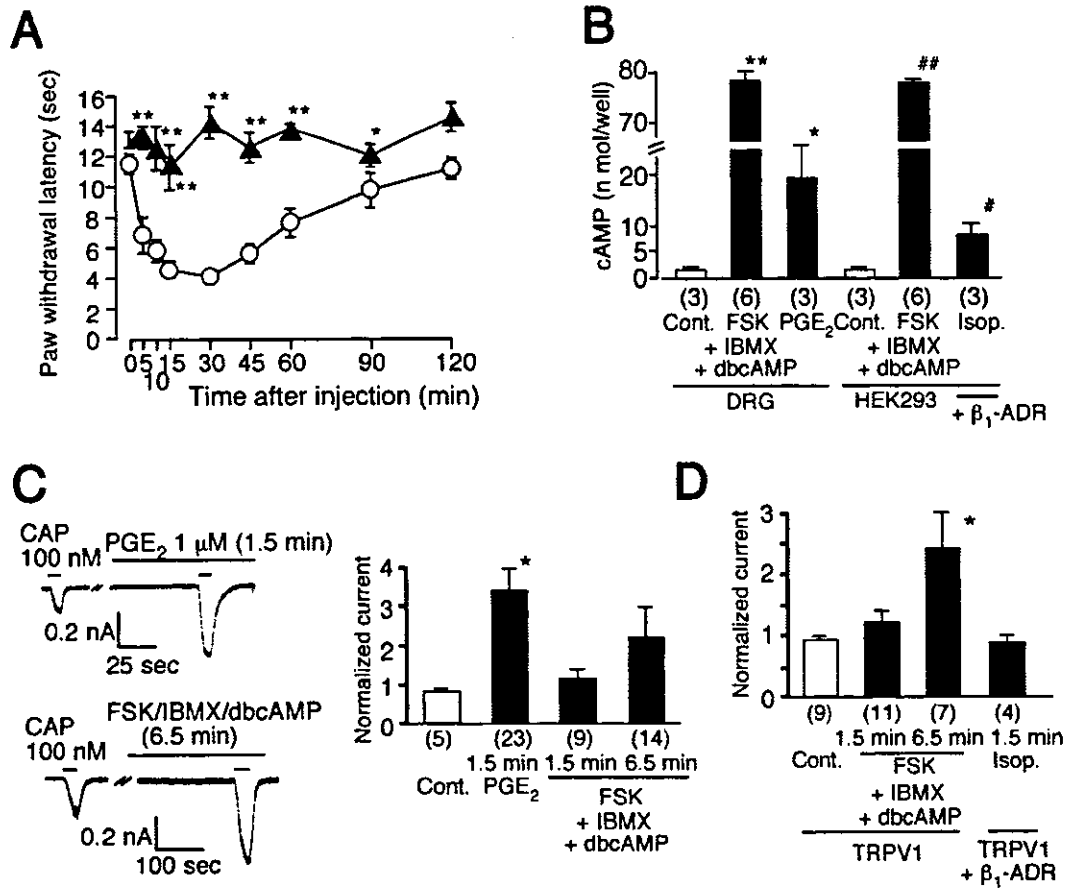 A
Paw withdrawal latency (sec)
16
14
12
10
8
6
4
2
0
**
**
**
**
**
**
*
0 5 15 30 45 60 90 120
10
Time after injection (min)
B
cAMP (n mol/well)
80
70
20
10
5
0
**
*
##
#
(3) (6) (3) (3) (6) (3)
Cont. FSK PGE2 Cont. FSK Isop.
+ IBMX + IBMX
+ dbcAMP + dbcAMP
DRG HEK293
+ β1-ADR
C
CAP
100 nM PGE2 1 μM (1.5 min)
0.2 nA
25 sec
CAP FSK/IBMX/dbcAMP
100 nM (6.5 min)
0.2 nA
100 sec
Normalized current
4
3
2
1
0
*
(5) (23) (9) (14)
1.5 min 1.5 min 6.5 min
Cont. PGE2
FSK
+ IBMX
+ dbcAMP
D
Normalized current
3
2
1
0
*
(9) (11) (7) (4)
1.5 min 6.5 min 1.5 min
Cont. FSK Isop.
+ IBMX
+ dbcAMP
TRPV1 TRPV1
+ β1-ADR